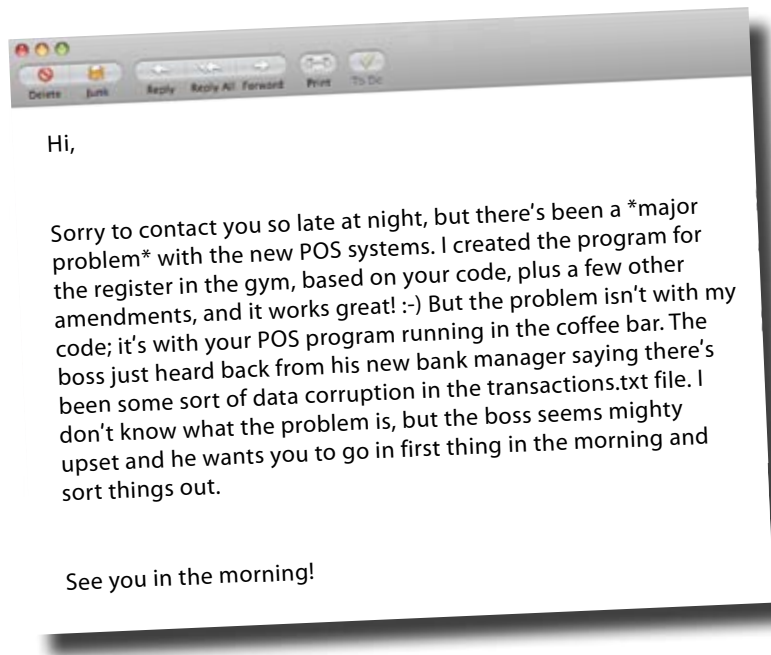 Delete Junk Reply Reply All Forward Print To Do
Hi,
Sorry to contact you so late at night, but there's been a *major
problem* with the new POS systems. I created the program for
the register in the gym, based on your code, plus a few other
amendments, and it works great! :-) But the problem isn't with my
code; it's with your POS program running in the coffee bar. The
boss just heard back from his new bank manager saying there's
been some sort of data corruption in the transactions.txt file. I
don't know what the problem is, but the boss seems mighty
upset and he wants you to go in first thing in the morning and
sort things out.
See you in the morning!